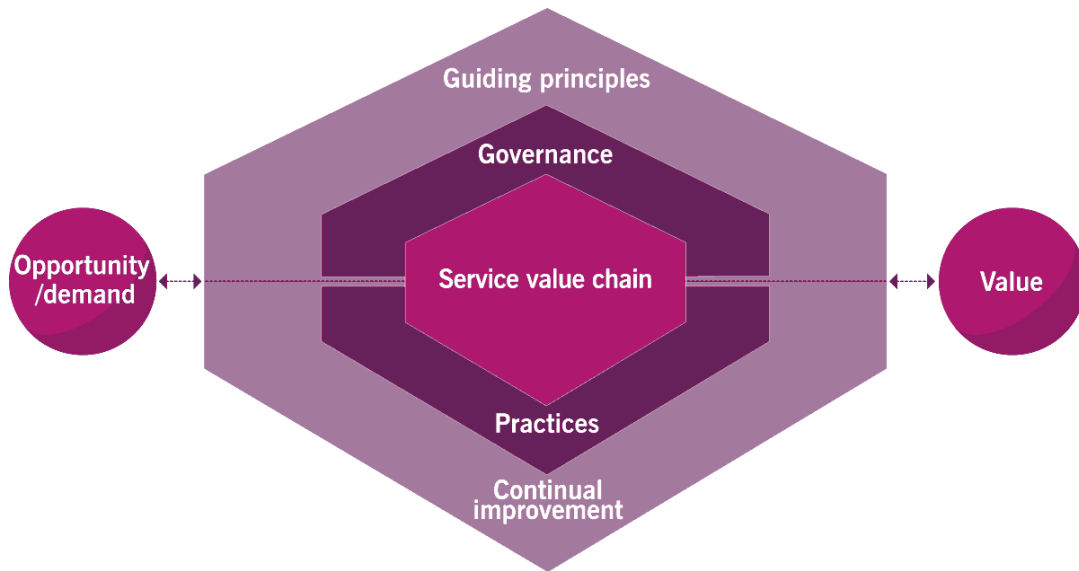 Guiding principles
Governance
Opportunity
/demand
Service value chain
Value
Practices
Continual
improvement